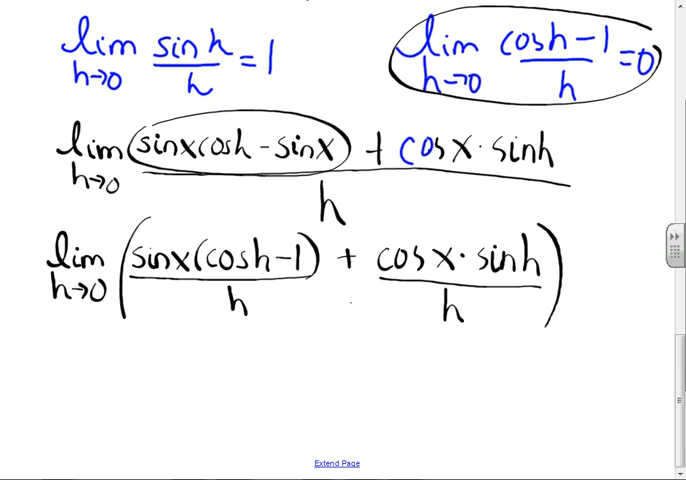 lim h→0 sinh/h = 1
lim h→0 (cosh-1)/h = 0
lim h→0 (sinxcosh - sinx + cosx · sinh)/h
lim h→0 (sinx(cosh-1)/h + cosx · sinh/h)
Extend Page